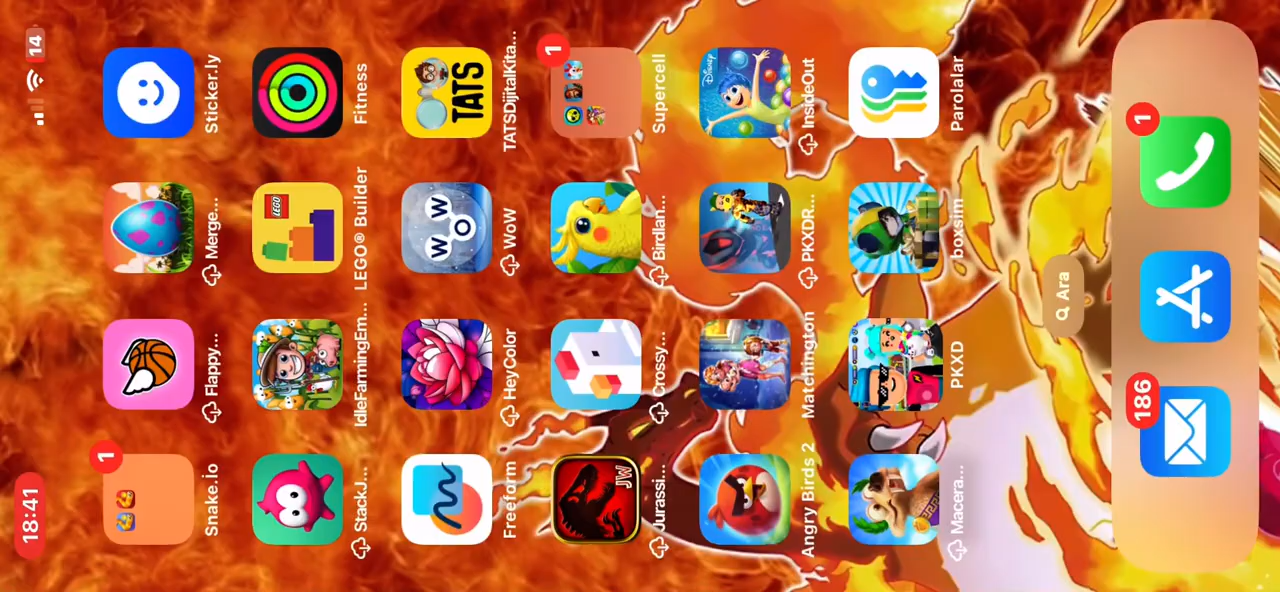 18:41 14
1
Snake.io Flappy... Merge... Sticker.ly
LEGO
StackJ... IdleFarmingEm... LEGO® Builder Fitness
W W O TATS
Freeform HeyColor WoW TATSDijitalKita...
JW 1
Jurassi... Crossy... Birdlan... Supercell
Disney
Angry Birds 2 Matchington PKXDR... InsideOut
Macera... PKXD boxsim Parolalar
Ara
186 1